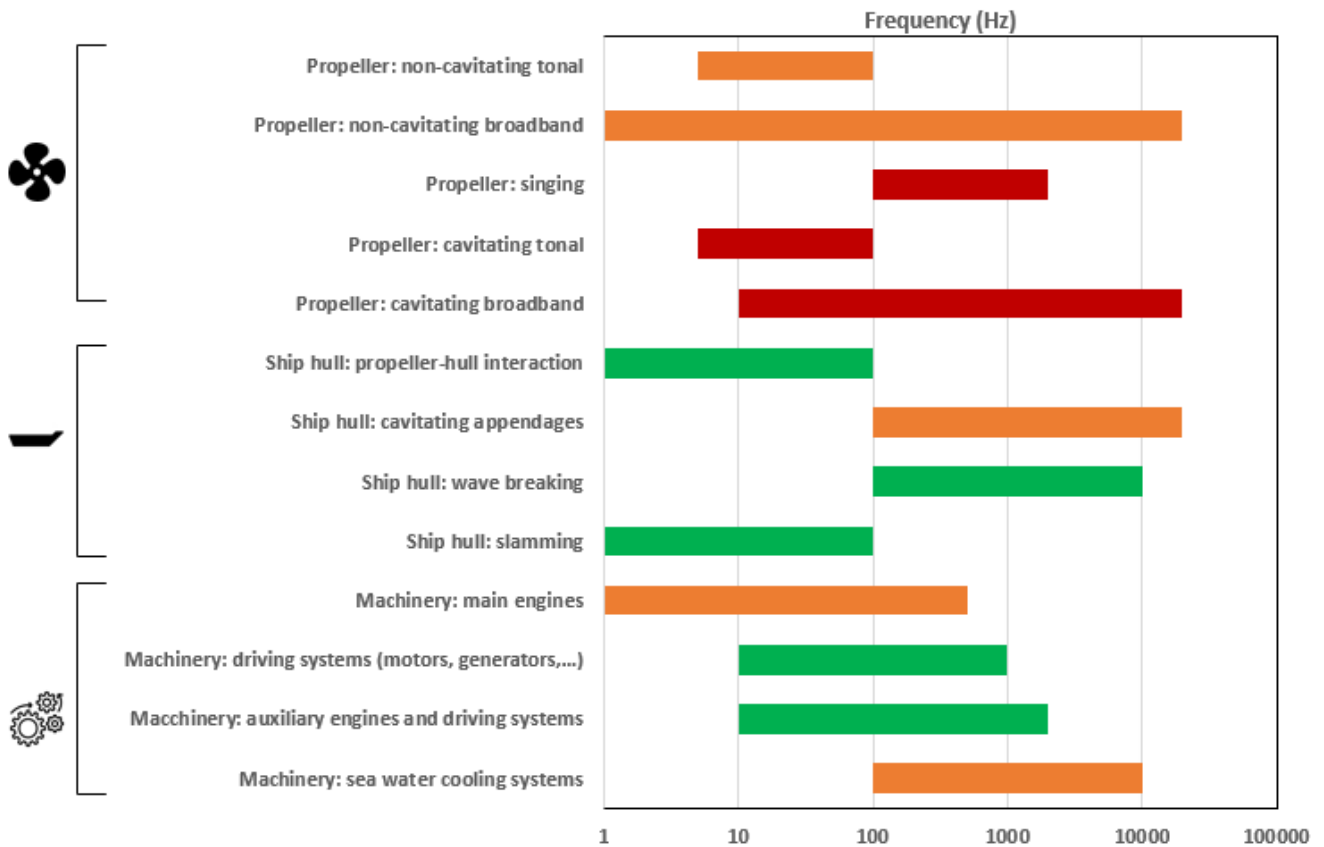 Frequency (Hz)
Propeller: non-cavitating tonal
Propeller: non-cavitating broadband
Propeller: singing
Propeller: cavitating tonal
Propeller: cavitating broadband
Ship hull: propeller-hull interaction
Ship hull: cavitating appendages
Ship hull: wave breaking
Ship hull: slamming
Machinery: main engines
Machinery: driving systems (motors, generators,...)
Macchinery: auxiliary engines and driving systems
Machinery: sea water cooling systems
1 10 100 1000 10000 100000